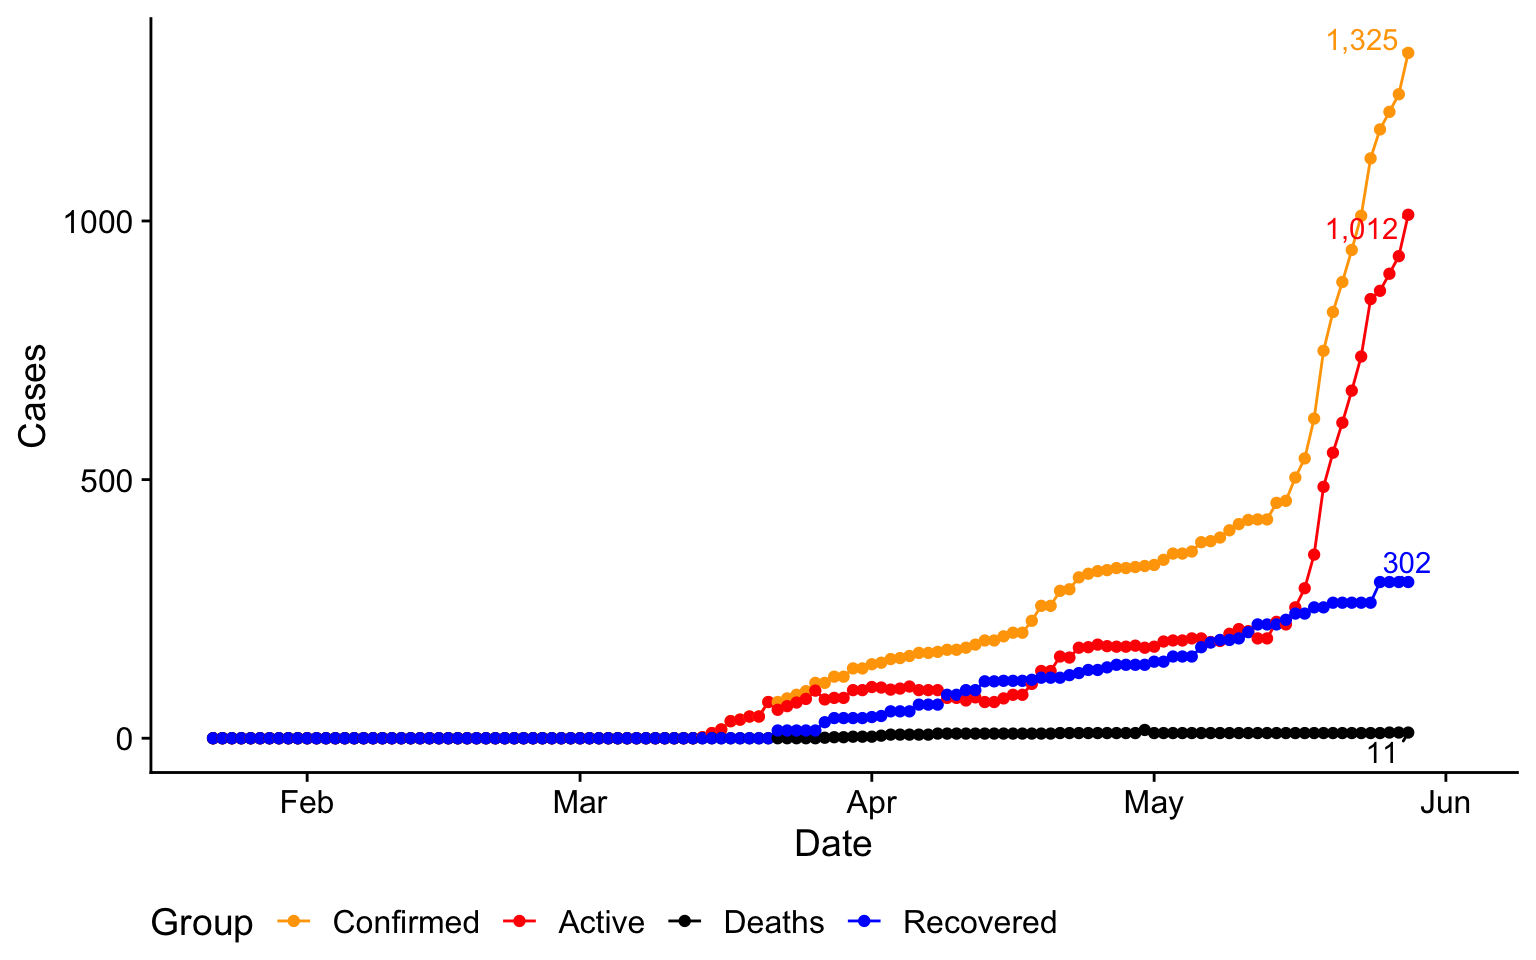 1,325
1000
1,012
Cases
500
302
0
11
Feb Mar Apr May Jun
Date
Group Confirmed Active Deaths Recovered